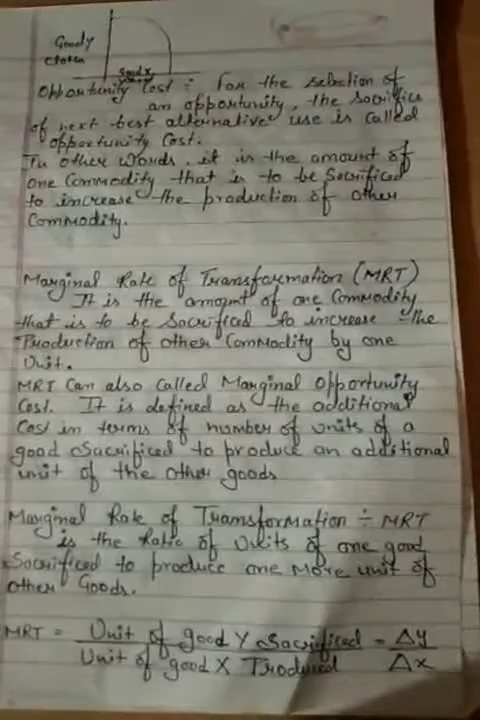 Good y
Good x
Opportunity Cost ÷ For the selection of
an opportunity, the sacrifice
of next best alternative use is called
opportunity Cost.
In other words, it is the amount of
one Commodity that is to be Sacrificed
to increase the production of other
Commodity.
Marginal Rate of Transformation (MRT)
It is the amount of one Commodity
that is to be Sacrificed to increase the
Production of other Commodity by one
Unit.
MRT Can also called Marginal Opportunity
Cost. It is defined as the additional
Cost in terms of number of units of a
good Sacrificed to produce an additional
unit of the other goods
Marginal Rate of Transformation ÷ MRT
is the Ratio of Units of one good
Sacrificed to produce one More unit of
other Goods.
MRT = Unit of good Y Sacrificed = Δy
Unit of good X Troduced Δx